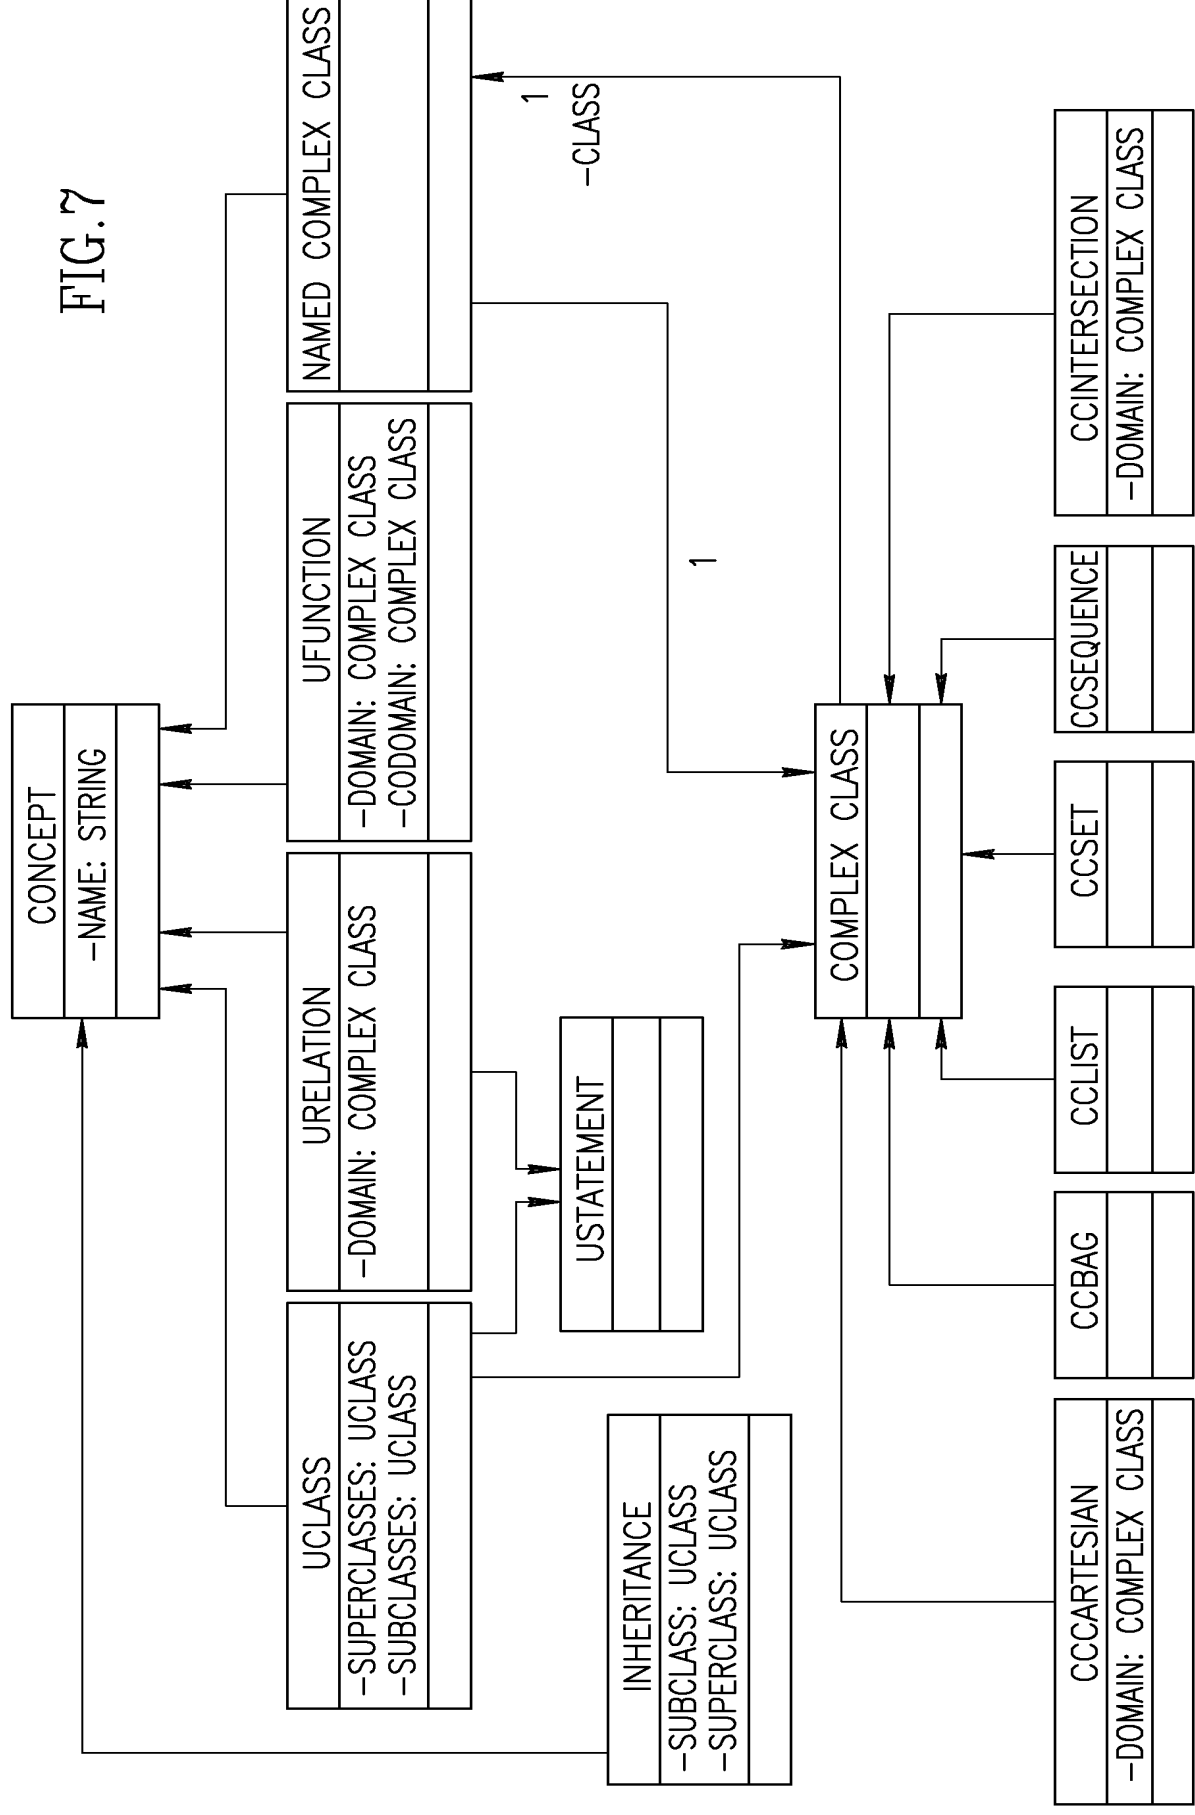 FIG.7
CONCEPT
-NAME: STRING
UCLASS
-SUPERCLASSES: UCLASS
-SUBCLASSES: UCLASS
URELATION
-DOMAIN: COMPLEX CLASS
UFUNCTION
-DOMAIN: COMPLEX CLASS
-CODOMAIN: COMPLEX CLASS
NAMED COMPLEX CLASS
1
-CLASS
USTATEMENT
INHERITANCE
-SUBCLASS: UCLASS
-SUPERCLASS: UCLASS
1
COMPLEX CLASS
CCCARTESIAN
-DOMAIN: COMPLEX CLASS
CCBAG
CCLIST
CCSET
CCSEQUENCE
CCINTERSECTION
-DOMAIN: COMPLEX CLASS